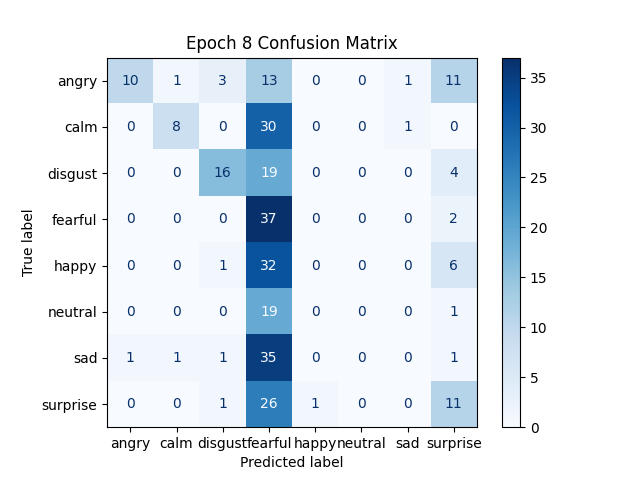 Epoch 8 Confusion Matrix
angry 10 1 3 13 0 0 1 11
calm 0 8 0 30 0 0 1 0
disgust 0 0 16 19 0 0 0 4
fearful 0 0 0 37 0 0 0 2
happy 0 0 1 32 0 0 0 6
neutral 0 0 0 19 0 0 0 1
sad 1 1 1 35 0 0 0 1
surprise 0 0 1 26 1 0 0 11
angry calm disgust fearful happy neutral sad surprise
Predicted label
True label
35
30
25
20
15
10
5
0